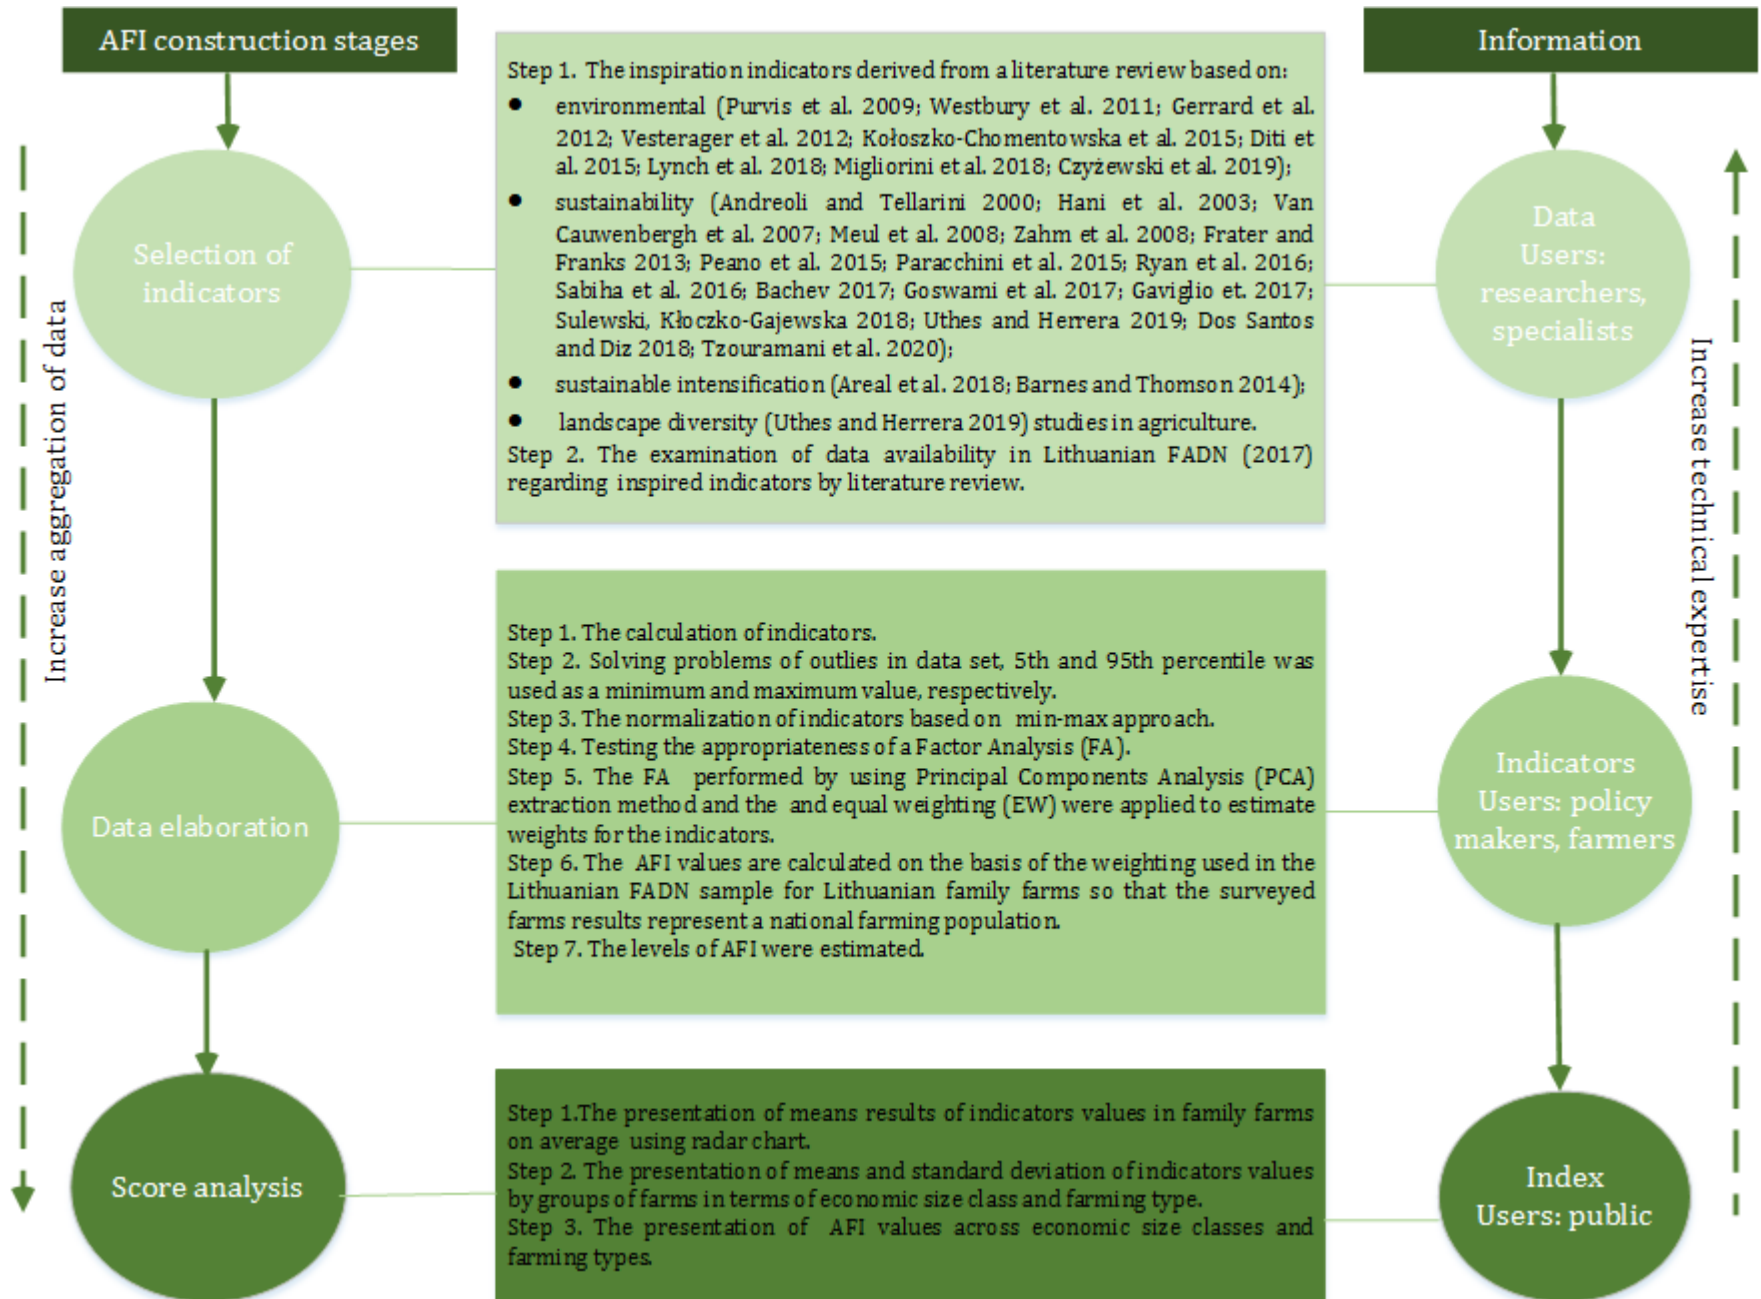 AFI construction stages
Information
Increase aggregation of data
Selection of
indicators
Step 1. The inspiration indicators derived from a literature review based on:
● environmental (Purvis et al. 2009; Westbury et al. 2011; Gerrard et al.
2012; Vesterager et al. 2012; Kołoszko-Chomentowska et al. 2015; Diti et
al. 2015; Lynch et al. 2018; Migliorini et al. 2018; Czyżewski et al. 2019);
● sustainability (Andreoli and Tellarini 2000; Hani et al. 2003; Van
Cauwenbergh et al. 2007; Meul et al. 2008; Zahm et al. 2008; Frater and
Franks 2013; Peano et al. 2015; Paracchini et al. 2015; Ryan et al. 2016;
Sabiha et al. 2016; Bachev 2017; Goswami et al. 2017; Gaviglio et. 2017;
Sulewski, Kłoczko-Gajewska 2018; Uthes and Herrera 2019; Dos Santos
and Diz 2018; Tzouramani et al. 2020);
● sustainable intensification (Areal et al. 2018; Barnes and Thomson 2014);
● landscape diversity (Uthes and Herrera 2019) studies in agriculture.
Step 2. The examination of data availability in Lithuanian FADN (2017)
regarding inspired indicators by literature review.
Data
Users:
researchers,
specialists
Increase technical expertise
Data elaboration
Step 1. The calculation of indicators.
Step 2. Solving problems of outlies in data set, 5th and 95th percentile was
used as a minimum and maximum value, respectively.
Step 3. The normalization of indicators based on min-max approach.
Step 4. Testing the appropriateness of a Factor Analysis (FA).
Step 5. The FA performed by using Principal Components Analysis (PCA)
extraction method and the and equal weighting (EW) were applied to estimate
weights for the indicators.
Step 6. The AFI values are calculated on the basis of the weighting used in the
Lithuanian FADN sample for Lithuanian family farms so that the surveyed
farms results represent a national farming population.
Step 7. The levels of AFI were estimated.
Indicators
Users: policy
makers, farmers
Score analysis
Step 1.The presentation of means results of indicators values in family farms
on average using radar chart.
Step 2. The presentation of means and standard deviation of indicators values
by groups of farms in terms of economic size class and farming type.
Step 3. The presentation of AFI values across economic size classes and
farming types.
Index
Users: public